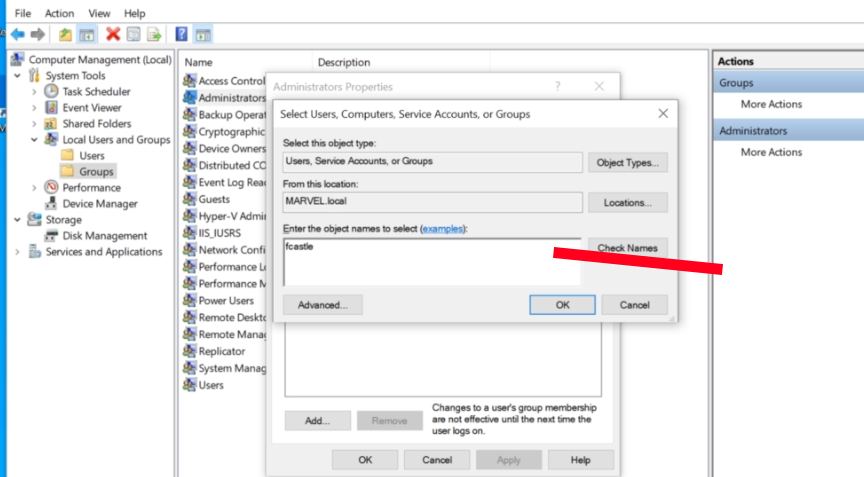 File Action View Help
Computer Management (Local)
System Tools
Task Scheduler
Event Viewer
Shared Folders
Local Users and Groups
Users
Groups
Performance
Device Manager
Storage
Disk Management
Services and Applications
Name Description
Access Control
Administrators
Backup Operat
Cryptographic
Device Owners
Distributed CO
Event Log Read
Guests
Hyper-V Admi
IIS_IUSRS
Network Confi
Performance L
Performance M
Power Users
Remote Deskto
Remote Manag
Replicator
System Manag
Users
Administrators Properties
Select Users, Computers, Service Accounts, or Groups
Select this object type:
Users, Service Accounts, or Groups
Object Types...
From this location:
MARVEL.local
Locations...
Enter the object names to select (examples):
fcastle
Check Names
Advanced...
OK
Cancel
Add...
Remove
Changes to a user's group membership
are not effective until the next time the
user logs on.
OK
Cancel
Apply
Help
Actions
Groups
More Actions
Administrators
More Actions